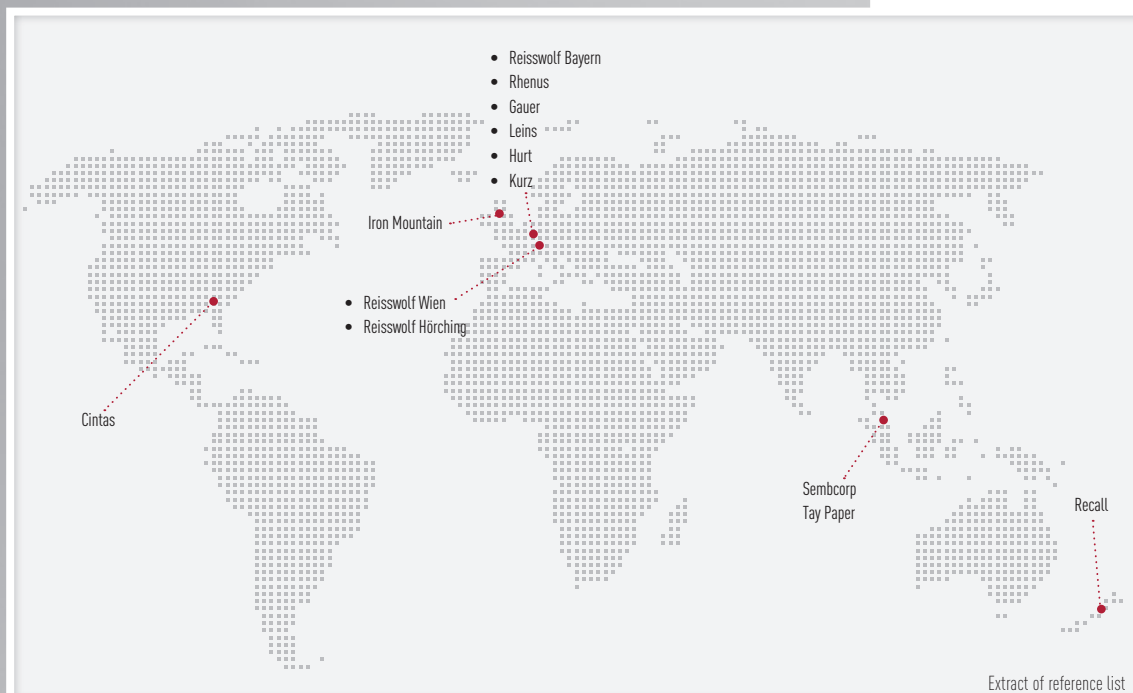 • Reisswolf Bayern
• Rhenus
• Gauer
• Leins
• Hurt
• Kurz
Iron Mountain
• Reisswolf Wien
• Reisswolf Hörching
Cintas
Sembcorp
Tay Paper
Recall
Extract of reference list